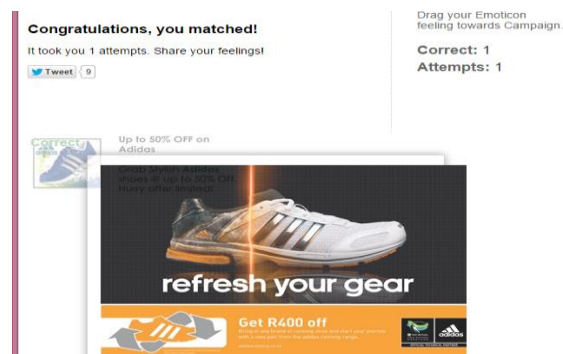 Congratulations, you matched!
It took you 1 attempts. Share your feelings!
Tweet 9
Drag your Emoticon
feeling towards Campaign.
Correct: 1
Attempts: 1
Correct
Up to 50% OFF on
Adidas
Grab Stylish Adidas
shoes @ up to 50% OFF.
Hurry offer limited!
refresh your gear
Get R400 off
adidas